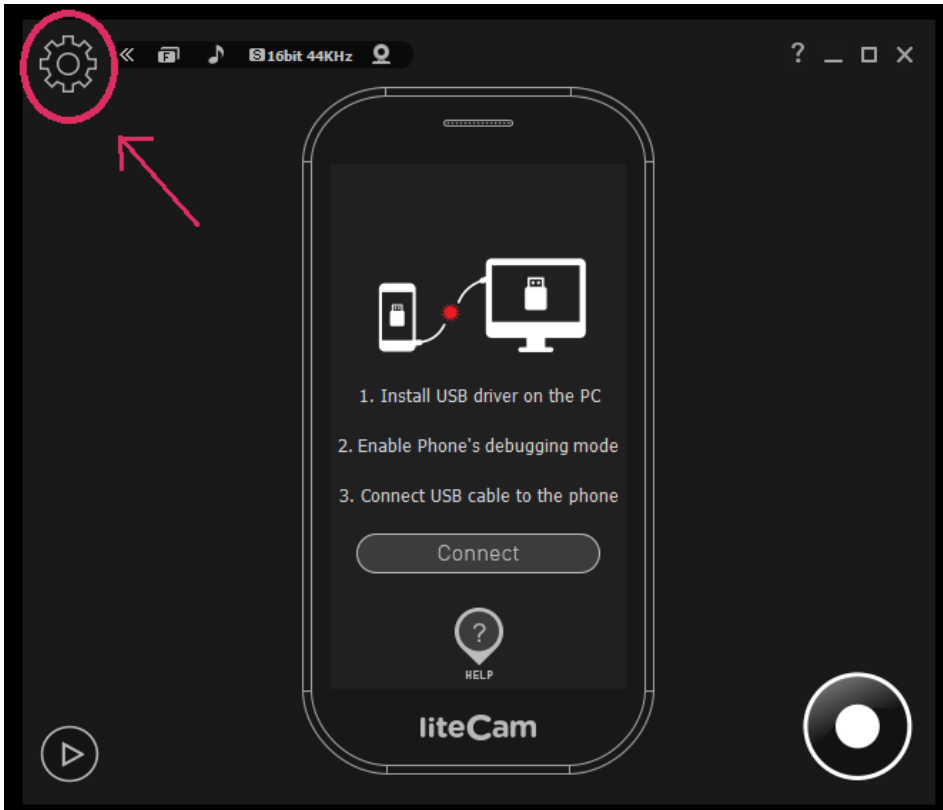 S 16bit 44KHz
?
F
1. Install USB driver on the PC
2. Enable Phone's debugging mode
3. Connect USB cable to the phone
Connect
?
HELP
liteCam